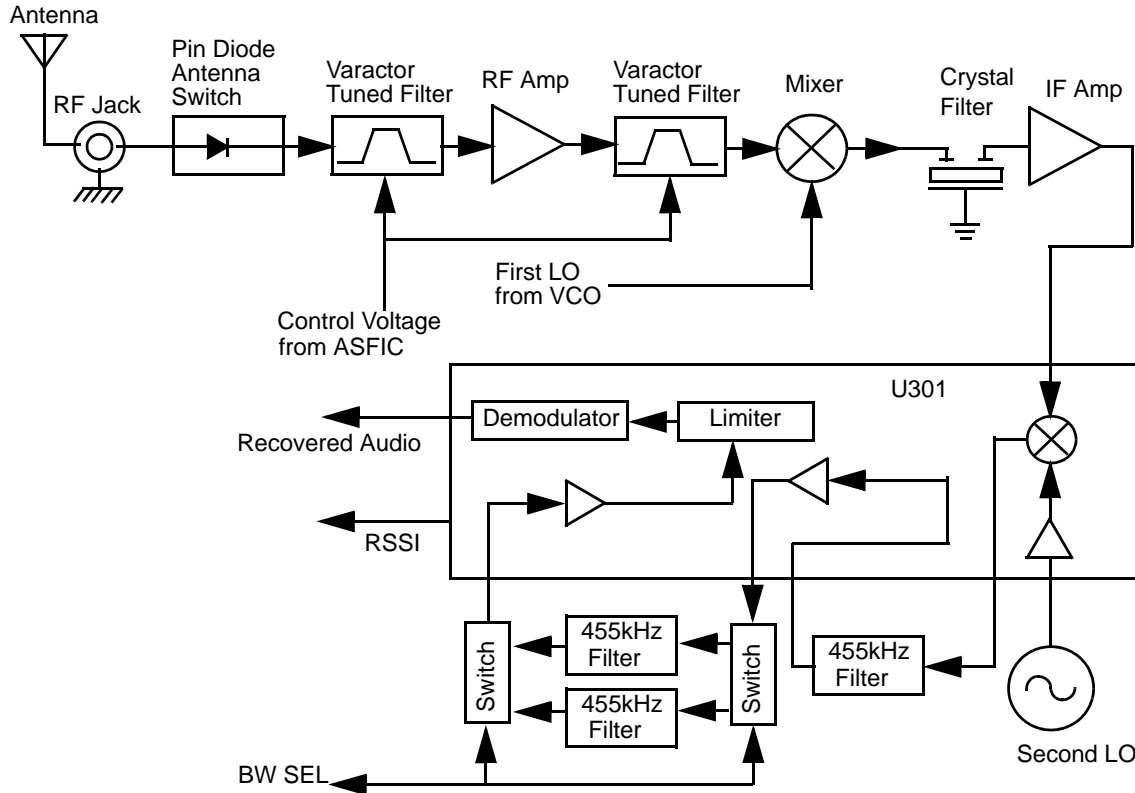 Antenna
RF Jack
Pin Diode
Antenna
Switch
Varactor
Tuned Filter
RF Amp
Varactor
Tuned Filter
Mixer
Crystal
Filter
IF Amp
First LO
from VCO
Control Voltage
from ASFIC
U301
Demodulator
Limiter
Recovered Audio
RSSI
Switch
455kHz
Filter
455kHz
Filter
Switch
455kHz
Filter
Second LO
BW SEL